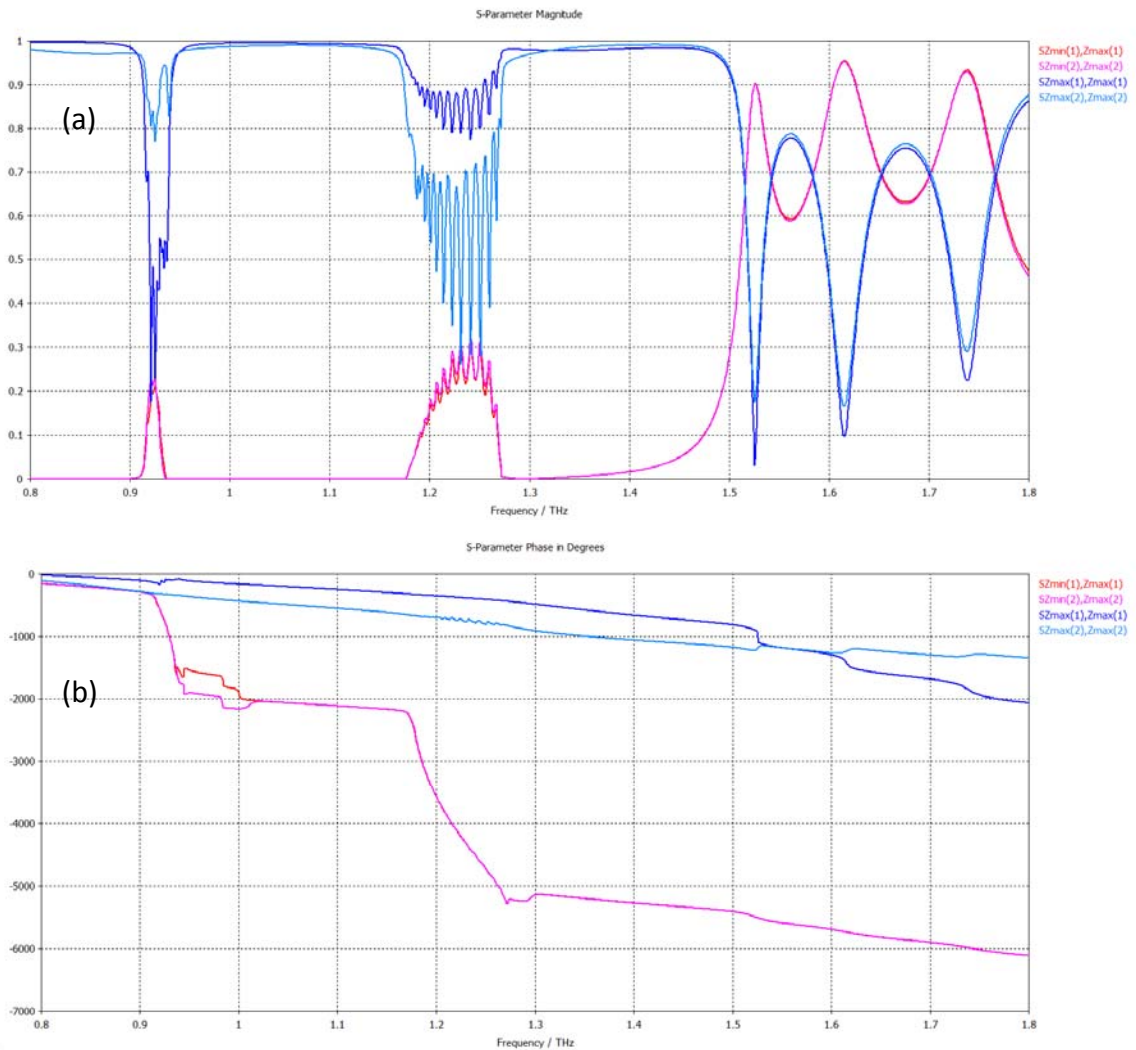 S-Parameter Magnitude
1
0.9
0.8
0.7
0.6
0.5
0.4
0.3
0.2
0.1
0
(a)
0.8 0.9 1 1.1 1.2 1.3 1.4 1.5 1.6 1.7 1.8
Frequency / THz
SZmin(1),Zmax(1)
SZmin(2),Zmax(2)
SZmax(1),Zmax(1)
SZmax(2),Zmax(2)
S-Parameter Phase in Degrees
0
-1000
-2000
-3000
-4000
-5000
-6000
-7000
(b)
0.8 0.9 1 1.1 1.2 1.3 1.4 1.5 1.6 1.7 1.8
Frequency / THz
SZmin(1),Zmax(1)
SZmin(2),Zmax(2)
SZmax(1),Zmax(1)
SZmax(2),Zmax(2)